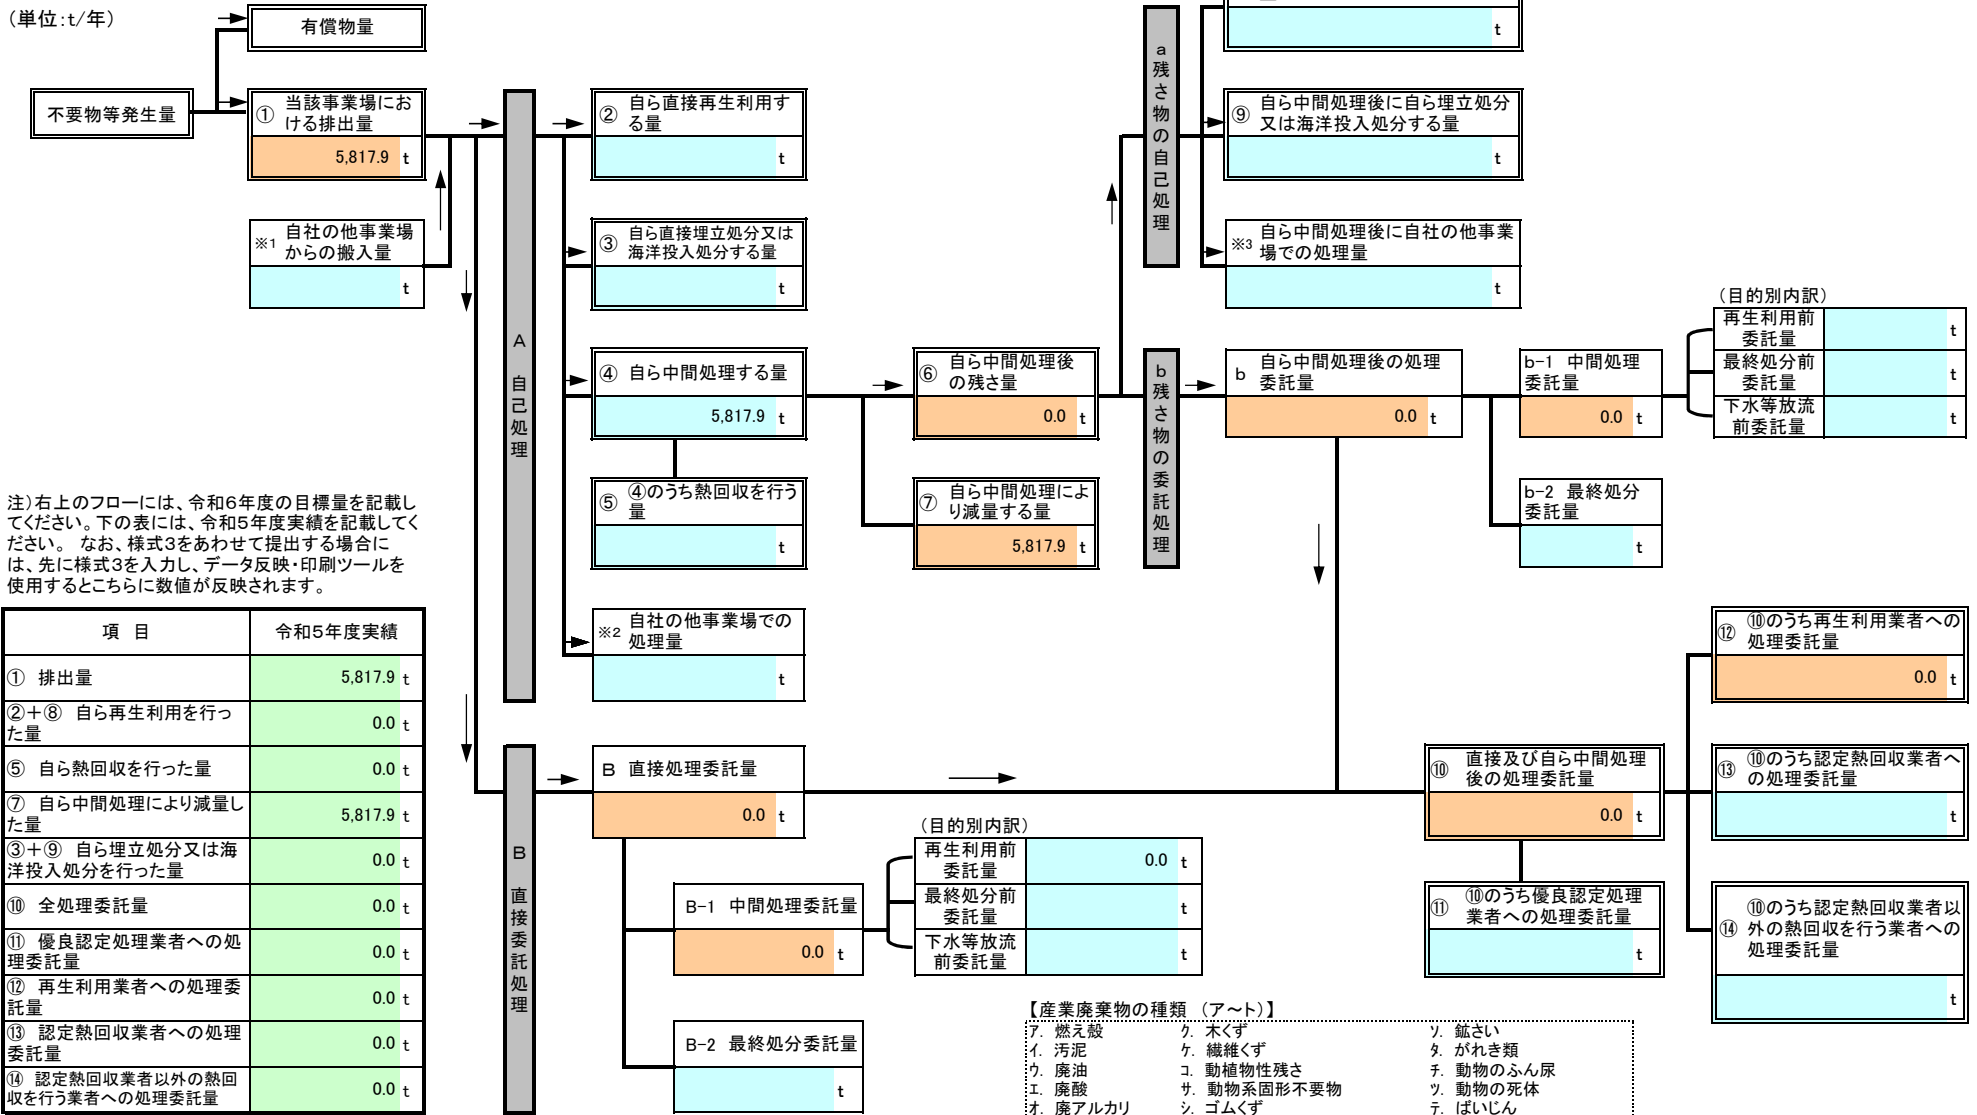 (単位:t/年)
有償物量
不要物等発生量
① 当該事業場にお
ける排出量
5,817.9 t
※1 自社の他事業場
からの搬入量
t
A 自己処理
② 自ら直接再生利用す
る量
t
③ 自ら直接埋立処分又は
海洋投入処分する量
t
④ 自ら中間処理する量
5,817.9 t
⑤ ④のうち熱回収を行う
量
t
※2 自社の他事業場での
処理量
t
⑥ 自ら中間処理後
の残さ量
0.0 t
⑦ 自ら中間処理によ
り減量する量
5,817.9 t
a 残さ物の自己処理
t
⑨ 自ら中間処理後に自ら埋立処分
又は海洋投入処分する量
t
※3 自ら中間処理後に自社の他事業
場での処理量
t
b 残さ物の委託処理
b 自ら中間処理後の処理
委託量
0.0 t
b-1 中間処理
委託量
0.0 t
b-2 最終処分
委託量
t
(目的別内訳)
再生利用前
委託量
t
最終処分前
委託量
t
下水等放流
前委託量
t
注)右上のフローには、令和6年度の目標量を記載し
てください。下の表には、令和5年度実績を記載してく
ださい。 なお、様式3をあわせて提出する場合に
は、先に様式3を入力し、データ反映・印刷ツールを
使用するとこちらに数値が反映されます。
項 目 令和5年度実績
① 排出量 5,817.9 t
②+⑧ 自ら再生利用を行っ
た量
0.0 t
⑤ 自ら熱回収を行った量 0.0 t
⑦ 自ら中間処理により減量し
た量
5,817.9 t
③+⑨ 自ら埋立処分又は海
洋投入処分を行った量
0.0 t
⑩ 全処理委託量 0.0 t
⑪ 優良認定処理業者への処
理委託量
0.0 t
⑫ 再生利用業者への処理委
託量
0.0 t
⑬ 認定熱回収業者への処理
委託量
0.0 t
⑭ 認定熱回収業者以外の熱回
収を行う業者への処理委託量
0.0 t
B 直接委託処理
B 直接処理委託量
0.0 t
B-1 中間処理委託量
0.0 t
B-2 最終処分委託量
t
(目的別内訳)
再生利用前
委託量
0.0 t
最終処分前
委託量
t
下水等放流
前委託量
t
⑩ 直接及び自ら中間処理
後の処理委託量
0.0 t
⑪ ⑩のうち優良認定処理
業者への処理委託量
t
⑫ ⑩のうち再生利用業者への
処理委託量
0.0 t
⑬ ⑩のうち認定熱回収業者へ
の処理委託量
t
⑭ ⑩のうち認定熱回収業者以
外の熱回収を行う業者への
処理委託量
t
【産業廃棄物の種類 (ア~ト)】
ア. 燃え殻 ク. 木くず ソ. 鉱さい
イ. 汚泥 ケ. 繊維くず タ. がれき類
ウ. 廃油 コ. 動植物性残さ チ. 動物のふん尿
エ. 廃酸 サ. 動物系固形不要物 ツ. 動物の死体
オ. 廃アルカリ シ. ゴムくず テ. ばいじん